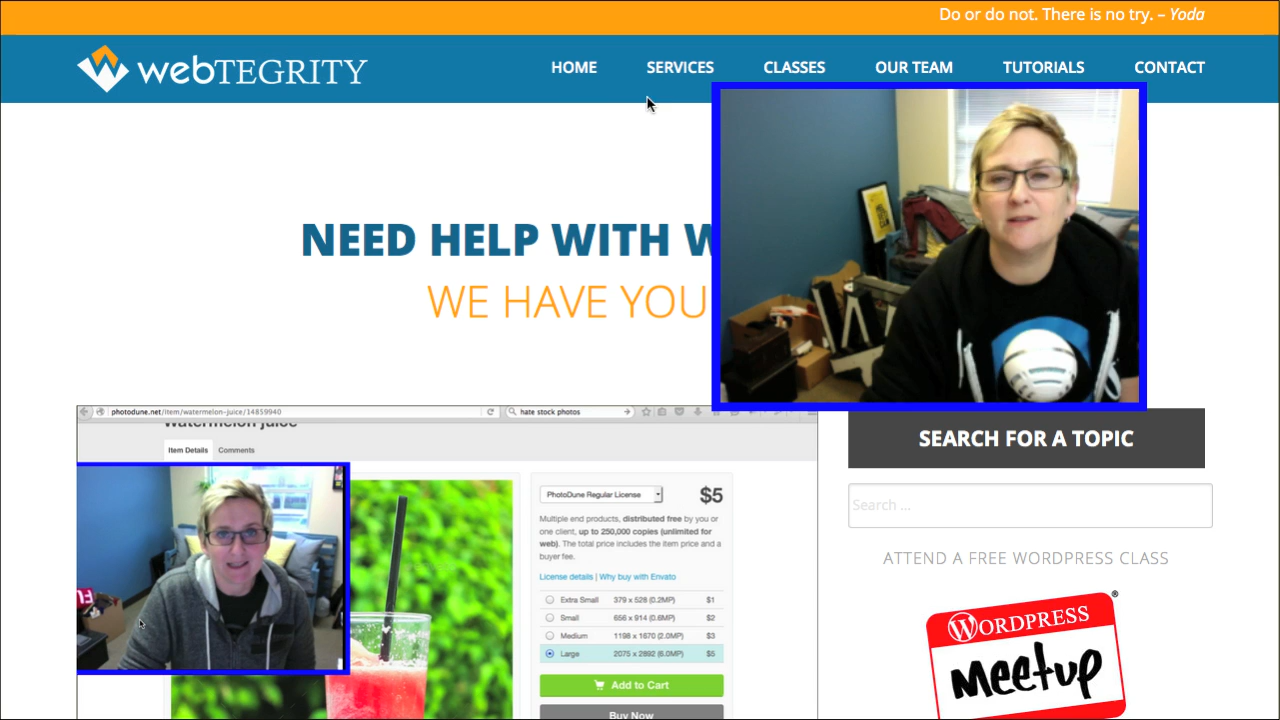 Do or do not. There is no try. – Yoda
webTEGRITY
HOME SERVICES CLASSES OUR TEAM TUTORIALS CONTACT
NEED HELP WITH
WE HAVE YOU
photodune.net/item/watermelon-juice/14859940
hate stock photos
watermelon juice
Item Details Comments
PhotoDune Regular License $5
Multiple end products, distributed free by you or
one client, up to 250,000 copies (unlimited for
web). The total price includes the item price and a
buyer fee.
License details | Why buy with Envato
Extra Small 379 x 528 (0.2MP) $1
Small 656 x 914 (0.6MP) $2
Medium 1198 x 1670 (2.0MP) $3
Large 2075 x 2892 (6.0MP) $5
Add to Cart
Buy Now
SEARCH FOR A TOPIC
Search ...
ATTEND A FREE WORDPRESS CLASS
WORDPRESS ®
Meetup